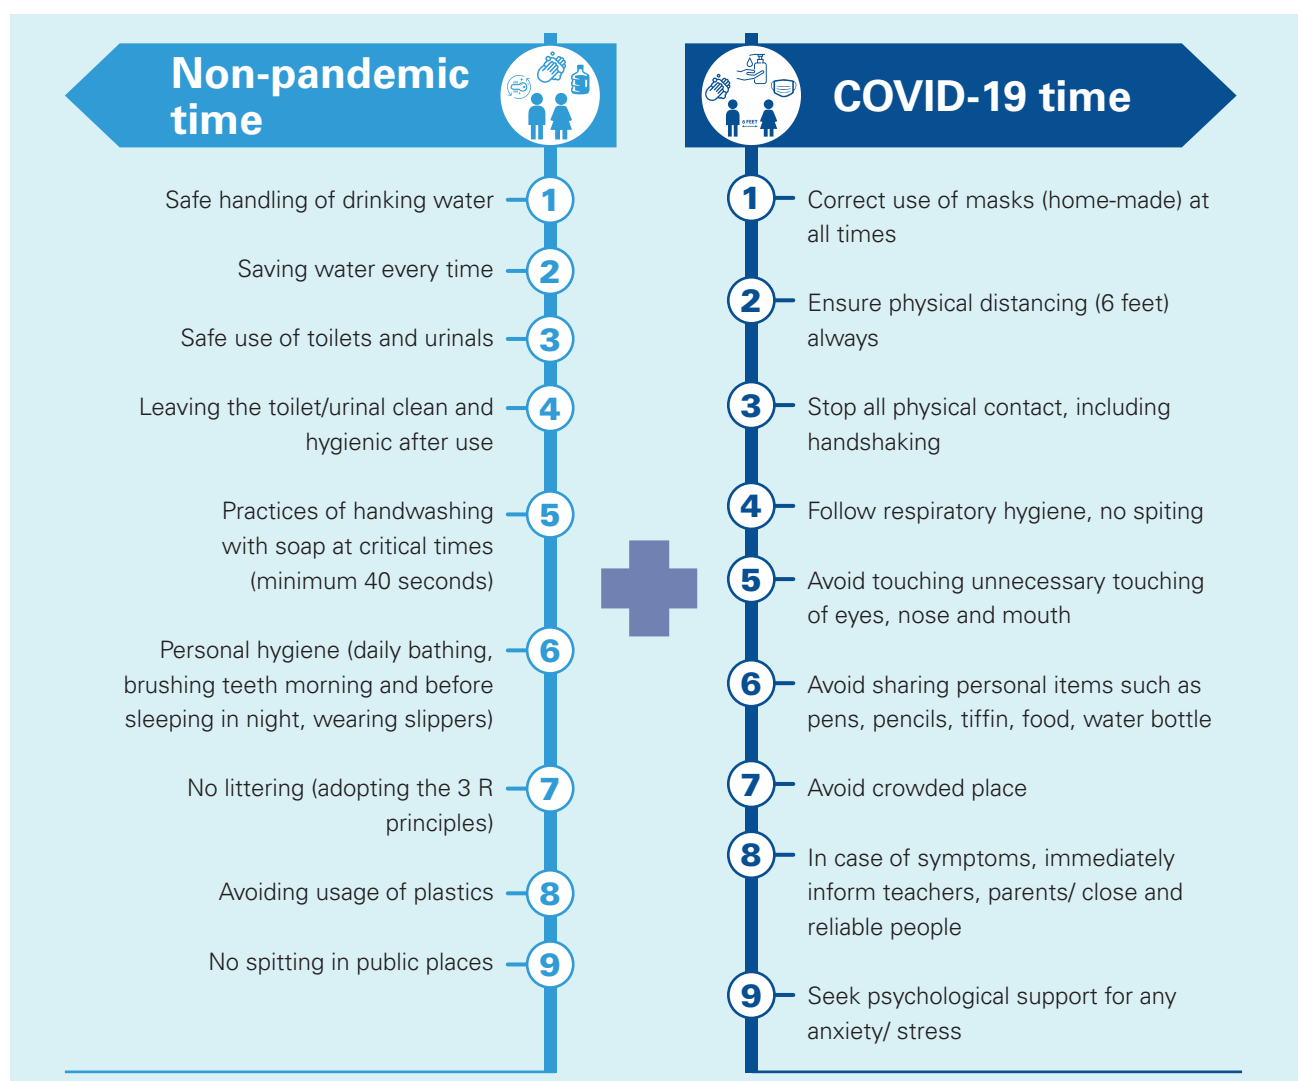 Non-pandemic
time
Safe handling of drinking water
1
Saving water every time
2
Safe use of toilets and urinals
3
Leaving the toilet/urinal clean and
hygienic after use
4
Practices of handwashing
with soap at critical times
(minimum 40 seconds)
5
Personal hygiene (daily bathing,
brushing teeth morning and before
sleeping in night, wearing slippers)
6
No littering (adopting the 3 R
principles)
7
Avoiding usage of plastics
8
No spitting in public places
9
6 FEET
COVID-19 time
1
Correct use of masks (home-made) at
all times
2
Ensure physical distancing (6 feet)
always
3
Stop all physical contact, including
handshaking
4
Follow respiratory hygiene, no spiting
5
Avoid touching unnecessary touching
of eyes, nose and mouth
6
Avoid sharing personal items such as
pens, pencils, tiffin, food, water bottle
7
Avoid crowded place
8
In case of symptoms, immediately
inform teachers, parents/ close and
reliable people
9
Seek psychological support for any
anxiety/ stress